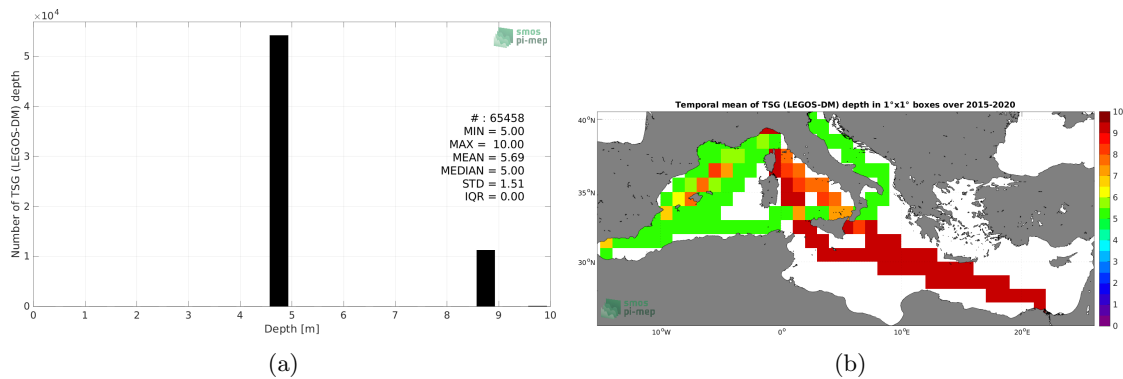 ×10⁴
5
4
3
2
1
0
Number of TSG (LEGOS-DM) depth
smos
pi-mep
# : 65458
MIN = 5.00
MAX = 10.00
MEAN = 5.69
MEDIAN = 5.00
STD = 1.51
IQR = 0.00
0 1 2 3 4 5 6 7 8 9 10
Depth [m]
(a)
Temporal mean of TSG (LEGOS-DM) depth in 1°x1° boxes over 2015-2020
40°N
35°N
30°N
10°W 0° 10°E 20°E
smos
pi-mep
10
9
8
7
6
5
4
3
2
1
0
(b)